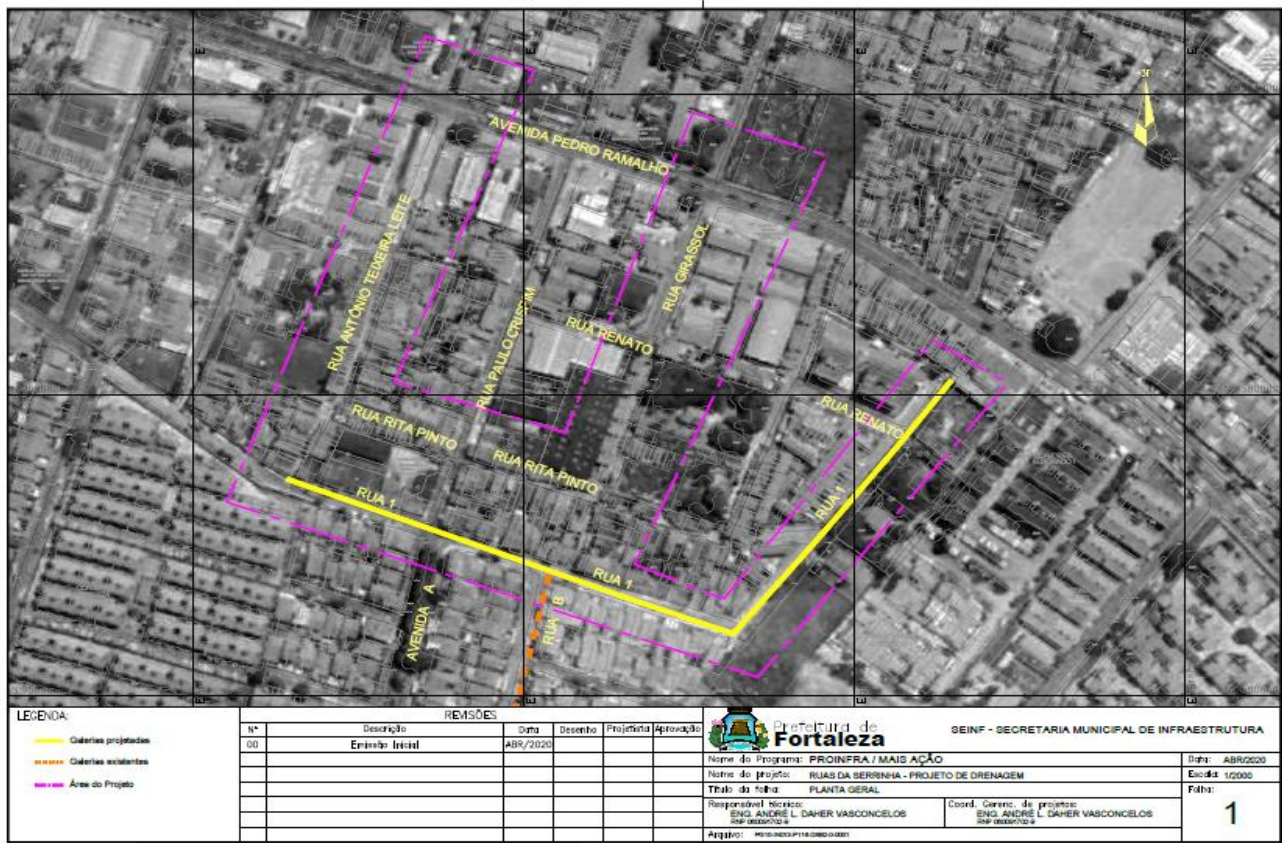 AVENIDA PEDRO RAMALHO
RUA ANTÔNIO TEIXEIRA LEITE
RUA GIRASSOL
RUA PAULO CRISPIM
RUA RENATO
RUA RENATO
RUA RITA PINTO
RUA RITA PINTO
RUA 1
RUA 1
RUA 1
AVENIDA A
RUA B
LEGENDA:
Galerias projetadas
Galerias existentes
Área do Projeto
REVISÕES
Nº Descrição Data Desenho Projetista Aprovação
00 Emissão Inicial ABR/2020
Prefeitura de
Fortaleza
SEINF - SECRETARIA MUNICIPAL DE INFRAESTRUTURA
Nome do Programa: PROINFRA / MAIS AÇÃO
Data: ABR/2020
Nome do projeto: RUAS DA SERRINHA - PROJETO DE DRENAGEM
Escala: 1/2000
Título da folha: PLANTA GERAL
Folha:
1
Responsável técnico:
ENG. ANDRÉ L. DAHER VASCONCELOS
Coord. Gerenc. de projetos:
ENG. ANDRÉ L. DAHER VASCONCELOS
Arquivo: